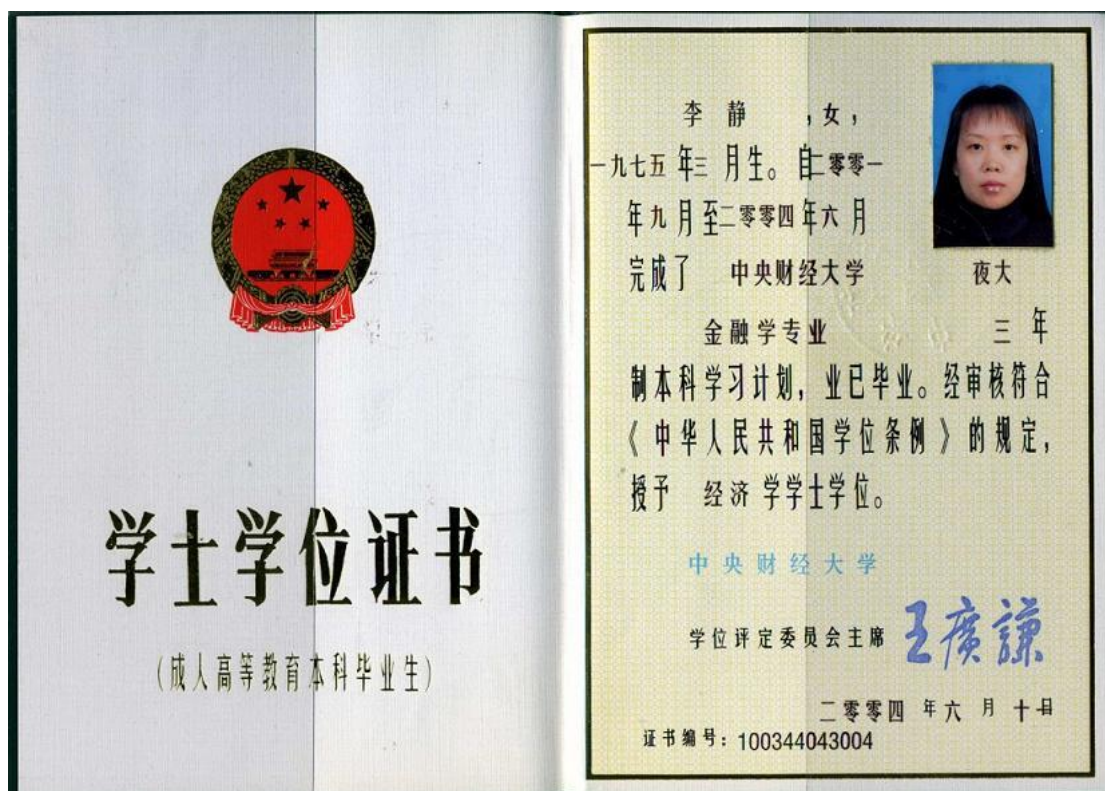 学士学位证书
(成人高等教育本科毕业生)
李静 ,女,
一九七五年三月生。自二零零一
年九月至二零零四年六月
完成了 中央财经大学 夜大
金融学专业 三年
制本科学习计划,业已毕业。经审核符合
《中华人民共和国学位条例》的规定,
授予 经济 学学士学位。
中央财经大学
学位评定委员会主席 王廣謙
二零零四年六月十日
证书编号:100344043004